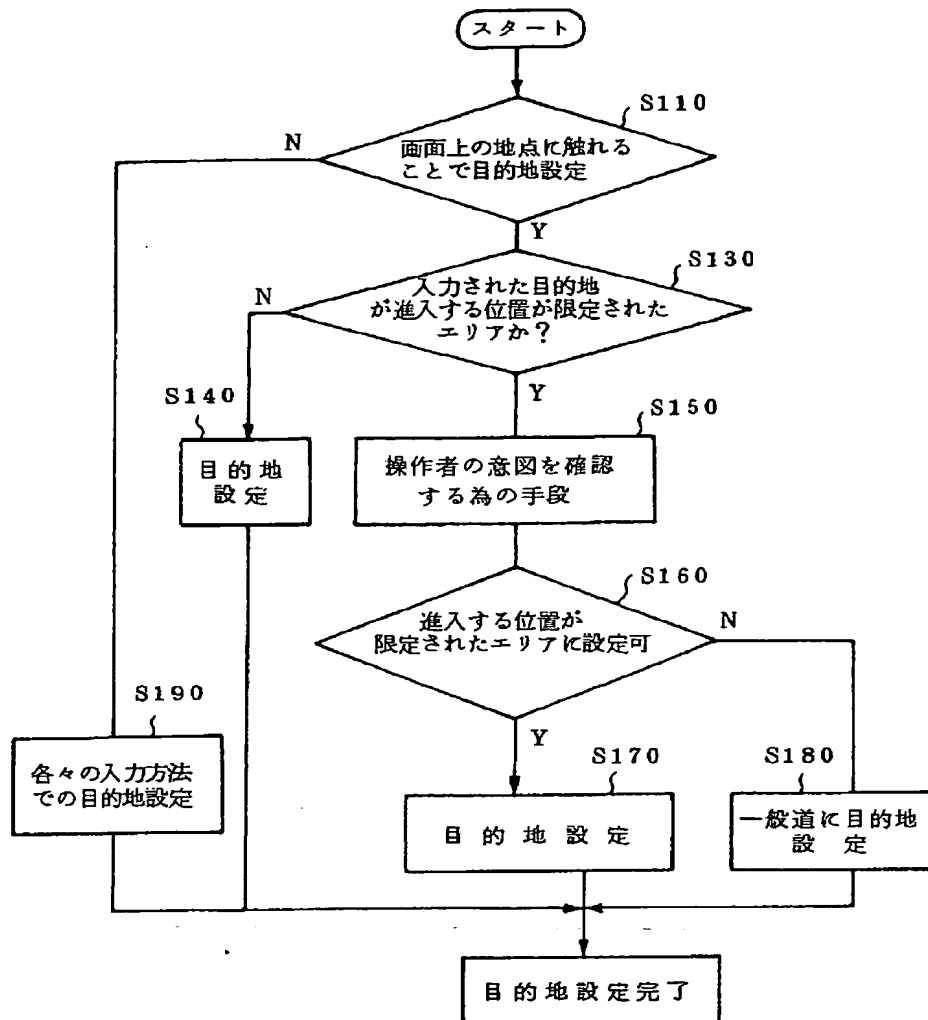 スタート
S110
N
画面上の地点に触れる
ことで目的地設定
Y
S130
N
入力された目的地
が進入する位置が限定された
エリアか？
Y
S140
目的地
設定
S150
操作者の意図を確認
する為の手段
S160
進入する位置が
限定されたエリアに設定可
N
Y
S190
各々の入力方法
での目的地設定
S170
目的地設定
S180
一般道に目的地
設定
目的地設定完了